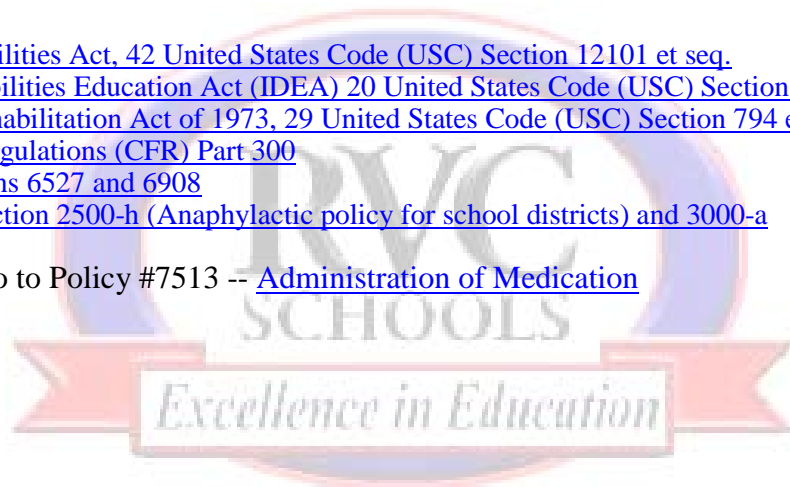 ilities Act, 42 United States Code (USC) Section 12101 et seq.
bilities Education Act (IDEA) 20 United States Code (USC) Section
habilitation Act of 1973, 29 United States Code (USC) Section 794 e
gulations (CFR) Part 300
ns 6527 and 6908
ction 2500-h (Anaphylactic policy for school districts) and 3000-a
o to Policy #7513 -- Administration of Medication
RVC
SCHOOLS
Excellence in Education